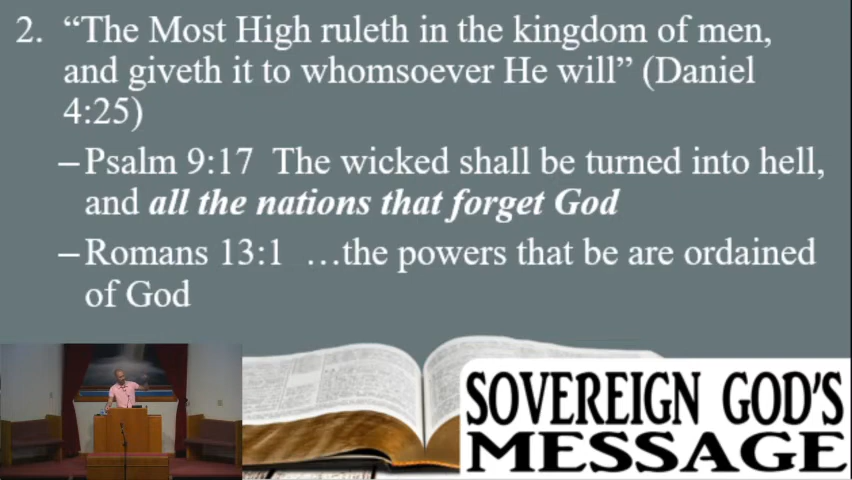 2. “The Most High ruleth in the kingdom of men,
and giveth it to whomsoever He will” (Daniel
4:25)
–Psalm 9:17 The wicked shall be turned into hell,
and all the nations that forget God
–Romans 13:1 …the powers that be are ordained
of God
SOVEREIGN GOD'S
MESSAGE